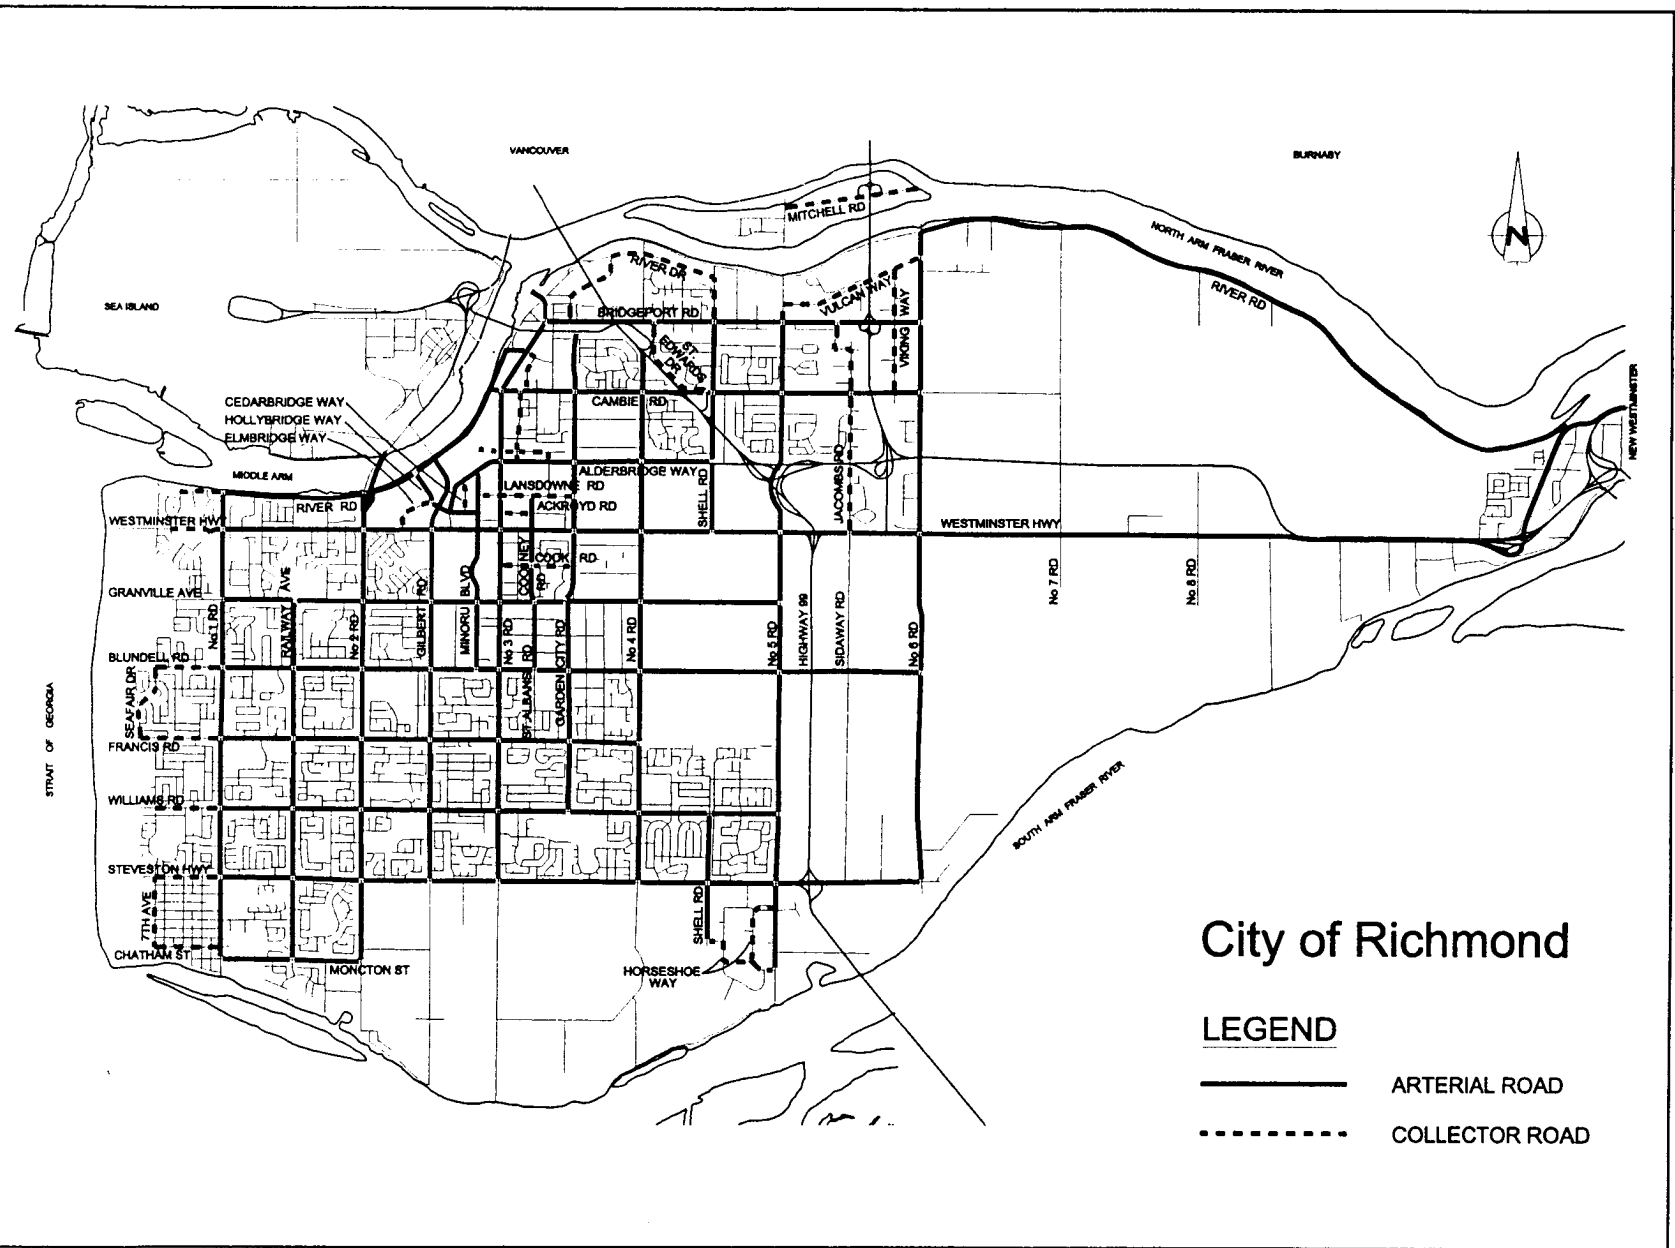 VANCOUVER
BURNABY
MITCHELL RD
N
NORTH ARM FRASER RIVER
RIVER RD
RIVER DR
SEA ISLAND
VULCAN WAY
VIKING WAY
BRIDGEPORT RD
ST
EDWARDS
DR
NEW WESTMINSTER
CEDARBRIDGE WAY
HOLLYBRIDGE WAY
ELMBRIDGE WAY
CAMBIE RD
MIDDLE ARM
ALDERBRIDGE WAY
LANSDOWNE RD
SHELL RD
JACOMBS RD
RIVER RD
ACKROYD RD
WESTMINSTER HWY
WESTMINSTER HWY
COOK RD
COONEY RD
GRANVILLE AVE
No 7 RD
No 8 RD
No 1 RD
RAILWAY AVE
No 2 RD
GILBERT RD
MINORU BLVD
No 3 RD
ST ALBANS RD
GARDEN CITY RD
No 4 RD
No 5 RD
HIGHWAY 99
SIDAWAY RD
No 6 RD
BLUNDELL RD
SEAFAIR DR
STRAIT OF GEORGIA
FRANCIS RD
WILLIAMS RD
SOUTH ARM FRASER RIVER
STEVESTON HWY
7TH AVE
SHELL RD
CHATHAM ST
MONCTON ST
HORSESHOE
WAY
City of Richmond
LEGEND
ARTERIAL ROAD
COLLECTOR ROAD